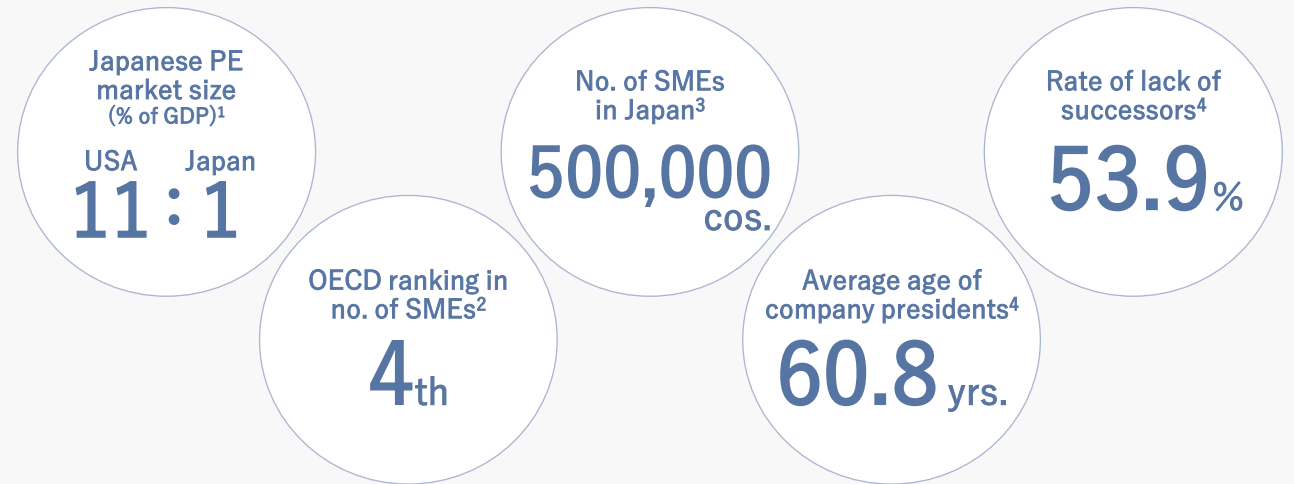 Japanese PE
market size
(% of GDP)¹
USA Japan
11 : 1
OECD ranking in
no. of SMEs²
4th
No. of SMEs
in Japan³
500,000
cos.
Average age of
company presidents⁴
60.8 yrs.
Rate of lack of
successors⁴
53.9%